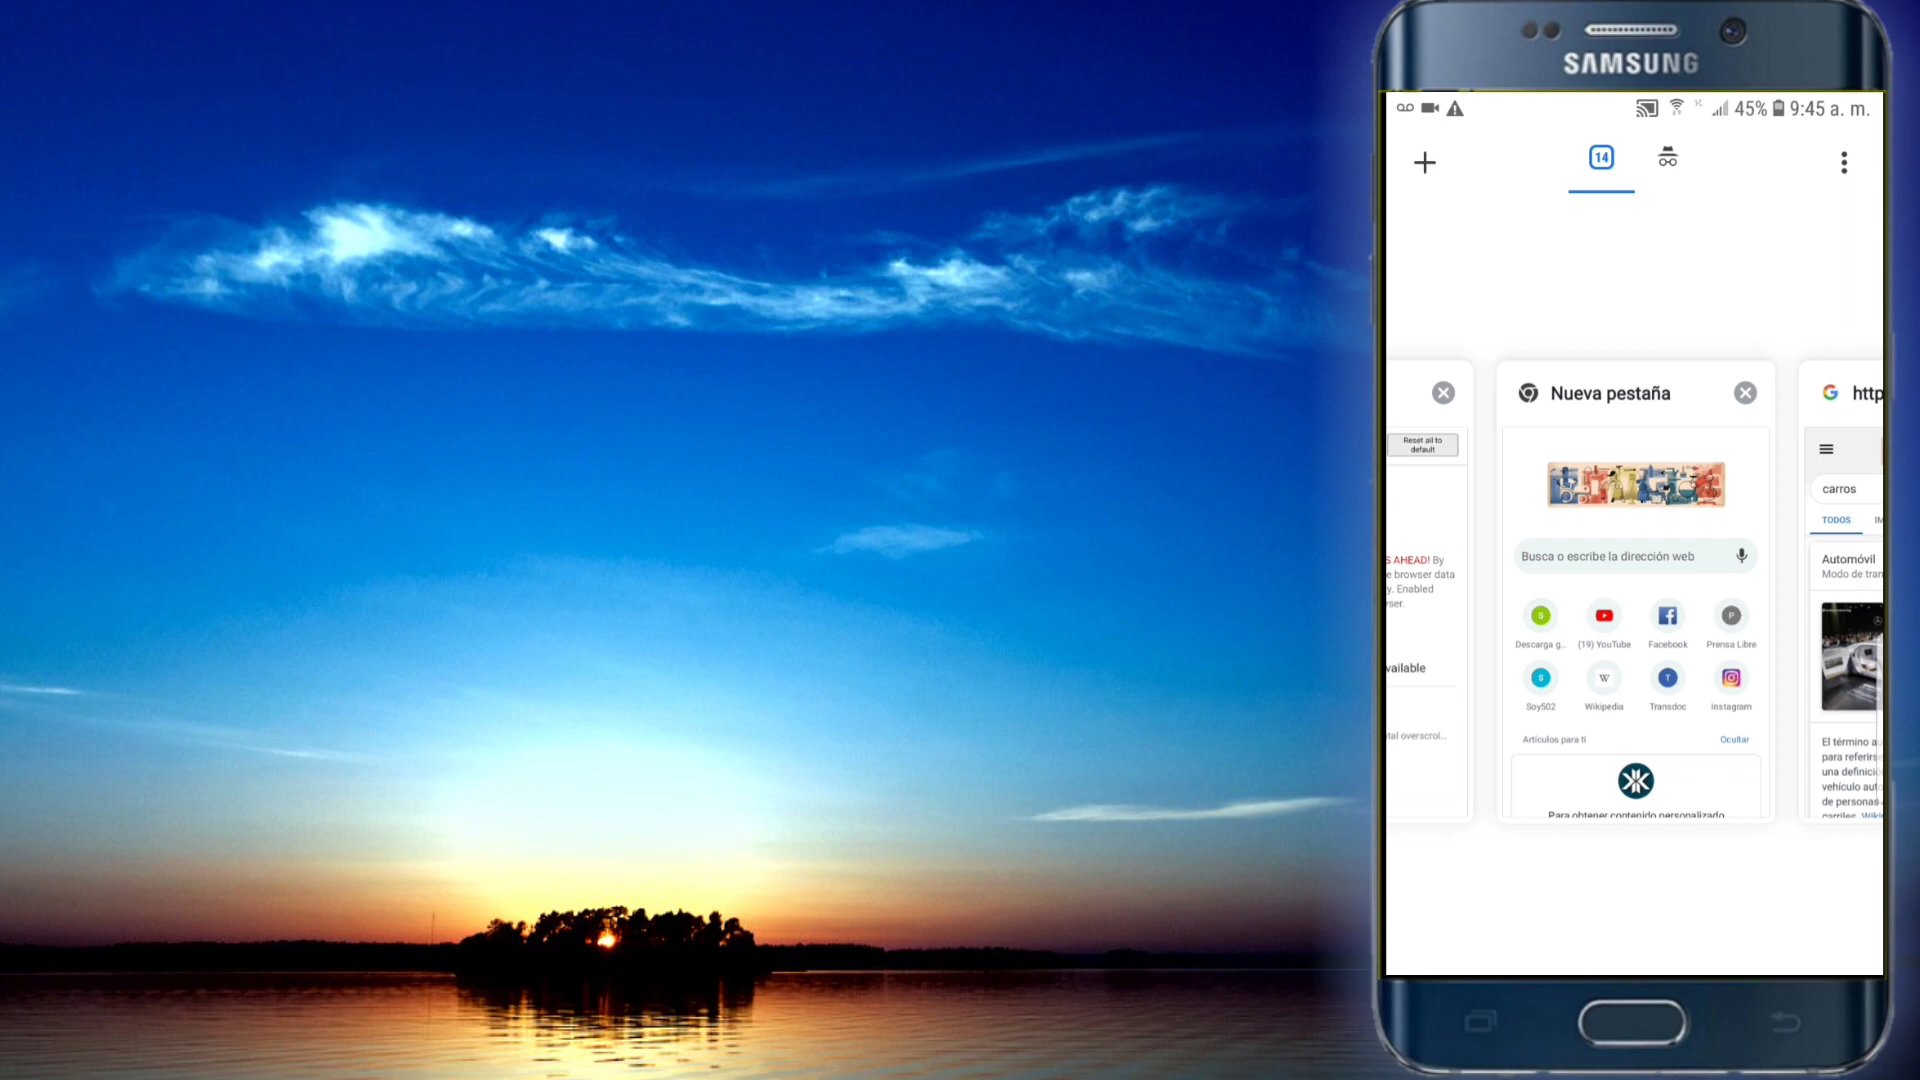 SAMSUNG
45% 9:45 a. m.
14
Nueva pestaña
http
Reset all to
default
S AHEAD! By
e browser data
y. Enabled
ser.
vailable
tal overscrol...
Busca o escribe la dirección web
S
P
Descarga g...
(19) YouTube
Facebook
Prensa Libre
S
W
T
Soy502
Wikipedia
Transdoc
Instagram
Artículos para ti
Ocultar
Para obtener contenido personalizado
carros
TODOS
IM
Automóvil
Modo de tran
El término a
para referirs
una definici
vehículo aut
de personas
carriles. Wiki